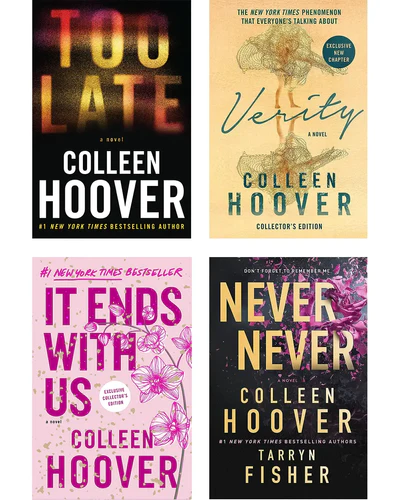 TOO
LATE
a novel
COLLEEN
HOOVER
#1 NEW YORK TIMES BESTSELLING AUTHOR
THE NEW YORK TIMES PHENOMENON
THAT EVERYONE'S TALKING ABOUT
EXCLUSIVE
NEW
CHAPTER
Verity
A NOVEL
COLLEEN
HOOVER
COLLECTOR'S EDITION
#1 NEW YORK TIMES BESTSELLER
IT ENDS
WITH
US
EXCLUSIVE
COLLECTOR'S
EDITION
a novel
COLLEEN
HOOVER
DON'T FORGET TO REMEMBER ME
NEVER
NEVER
A NOVEL
COLLEEN
HOOVER
#1 NEW YORK TIMES BESTSELLING AUTHORS
TARRYN
FISHER